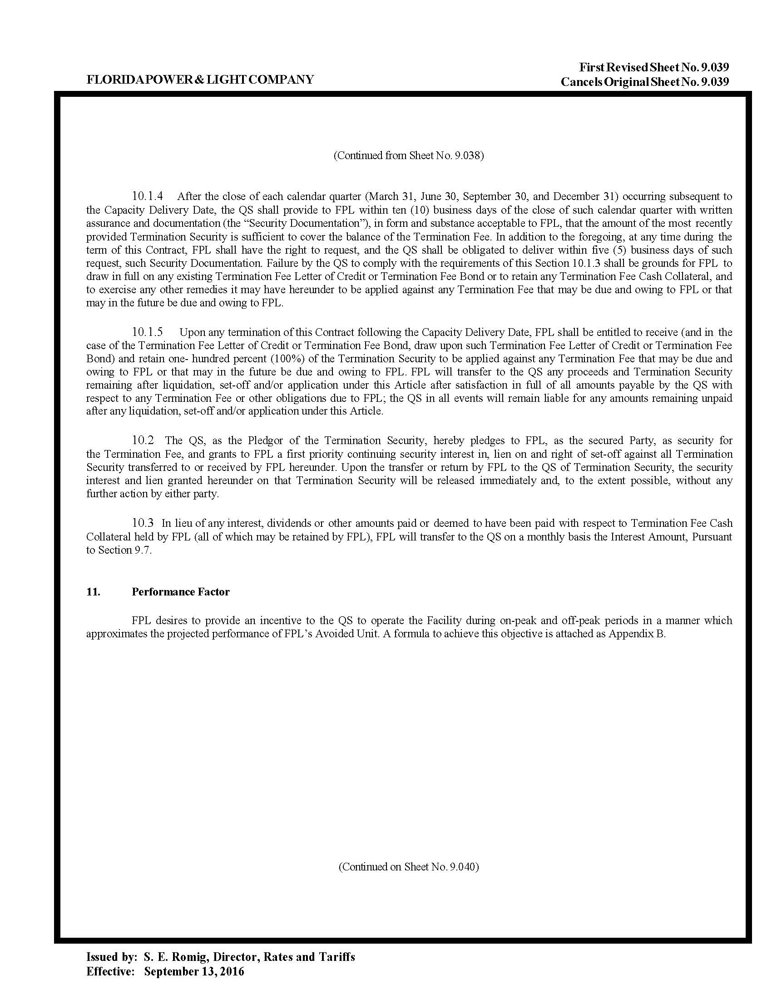 First Revised Sheet No. 9.039
FLORIDA POWER & LIGHT COMPANY
Cancels Original Sheet No. 9.039
(Continued from Sheet No. 9.038)
10.1.4 After the close of each calendar quarter (March 31, June 30, September 30, and December 31) occurring subsequent to
the Capacity Delivery Date, the QS shall provide to FPL within ten (10) business days of the close of such calendar quarter with written
assurance and documentation (the “Security Documentation”), in form and substance acceptable to FPL, that the amount of the most recently
provided Termination Security is sufficient to cover the balance of the Termination Fee. In addition to the foregoing, at any time during the
term of this Contract, FPL shall have the right to request, and the QS shall be obligated to deliver within five (5) business days of such
request, such Security Documentation. Failure by the QS to comply with the requirements of this Section 10.1.3 shall be grounds for FPL to
draw in full on any existing Termination Fee Letter of Credit or Termination Fee Bond or to retain any Termination Fee Cash Collateral, and
to exercise any other remedies it may have hereunder to be applied against any Termination Fee that may be due and owing to FPL or that
may in the future be due and owing to FPL.
10.1.5 Upon any termination of this Contract following the Capacity Delivery Date, FPL shall be entitled to receive (and in the
case of the Termination Fee Letter of Credit or Termination Fee Bond, draw upon such Termination Fee Letter of Credit or Termination Fee
Bond) and retain one- hundred percent (100%) of the Termination Security to be applied against any Termination Fee that may be due and
owing to FPL or that may in the future be due and owing to FPL. FPL will transfer to the QS any proceeds and Termination Security
remaining after liquidation, set-off and/or application under this Article after satisfaction in full of all amounts payable by the QS with
respect to any Termination Fee or other obligations due to FPL; the QS in all events will remain liable for any amounts remaining unpaid
after any liquidation, set-off and/or application under this Article.
10.2 The QS, as the Pledgor of the Termination Security, hereby pledges to FPL, as the secured Party, as security for
the Termination Fee, and grants to FPL a first priority continuing security interest in, lien on and right of set-off against all Termination
Security transferred to or received by FPL hereunder. Upon the transfer or return by FPL to the QS of Termination Security, the security
interest and lien granted hereunder on that Termination Security will be released immediately and, to the extent possible, without any
further action by either party.
10.3 In lieu of any interest, dividends or other amounts paid or deemed to have been paid with respect to Termination Fee Cash
Collateral held by FPL (all of which may be retained by FPL), FPL will transfer to the QS on a monthly basis the Interest Amount, Pursuant
to Section 9.7.
11. Performance Factor
FPL desires to provide an incentive to the QS to operate the Facility during on-peak and off-peak periods in a manner which
approximates the projected performance of FPL’s Avoided Unit. A formula to achieve this objective is attached as Appendix B.
(Continued on Sheet No. 9.040)
Issued by: S. E. Romig, Director, Rates and Tariffs
Effective: September 13, 2016